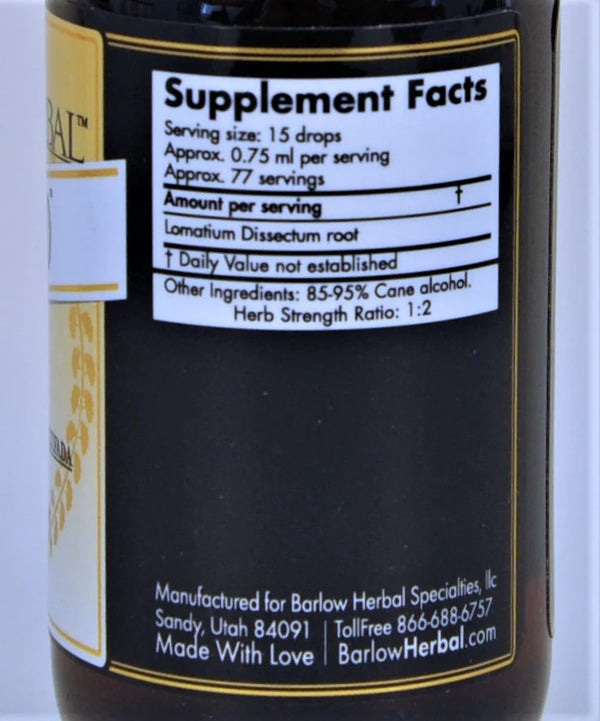 BAL™
TRADA
Supplement Facts
Serving size: 15 drops
Approx. 0.75 ml per serving
Approx. 77 servings
Amount per serving †
Lomatium Dissectum root
† Daily Value not established
Other Ingredients: 85-95% Cane alcohol.
Herb Strength Ratio: 1:2
Manufactured for Barlow Herbal Specialties, llc
Sandy, Utah 84091 | TollFree 866-688-6757
Made With Love | BarlowHerbal.com